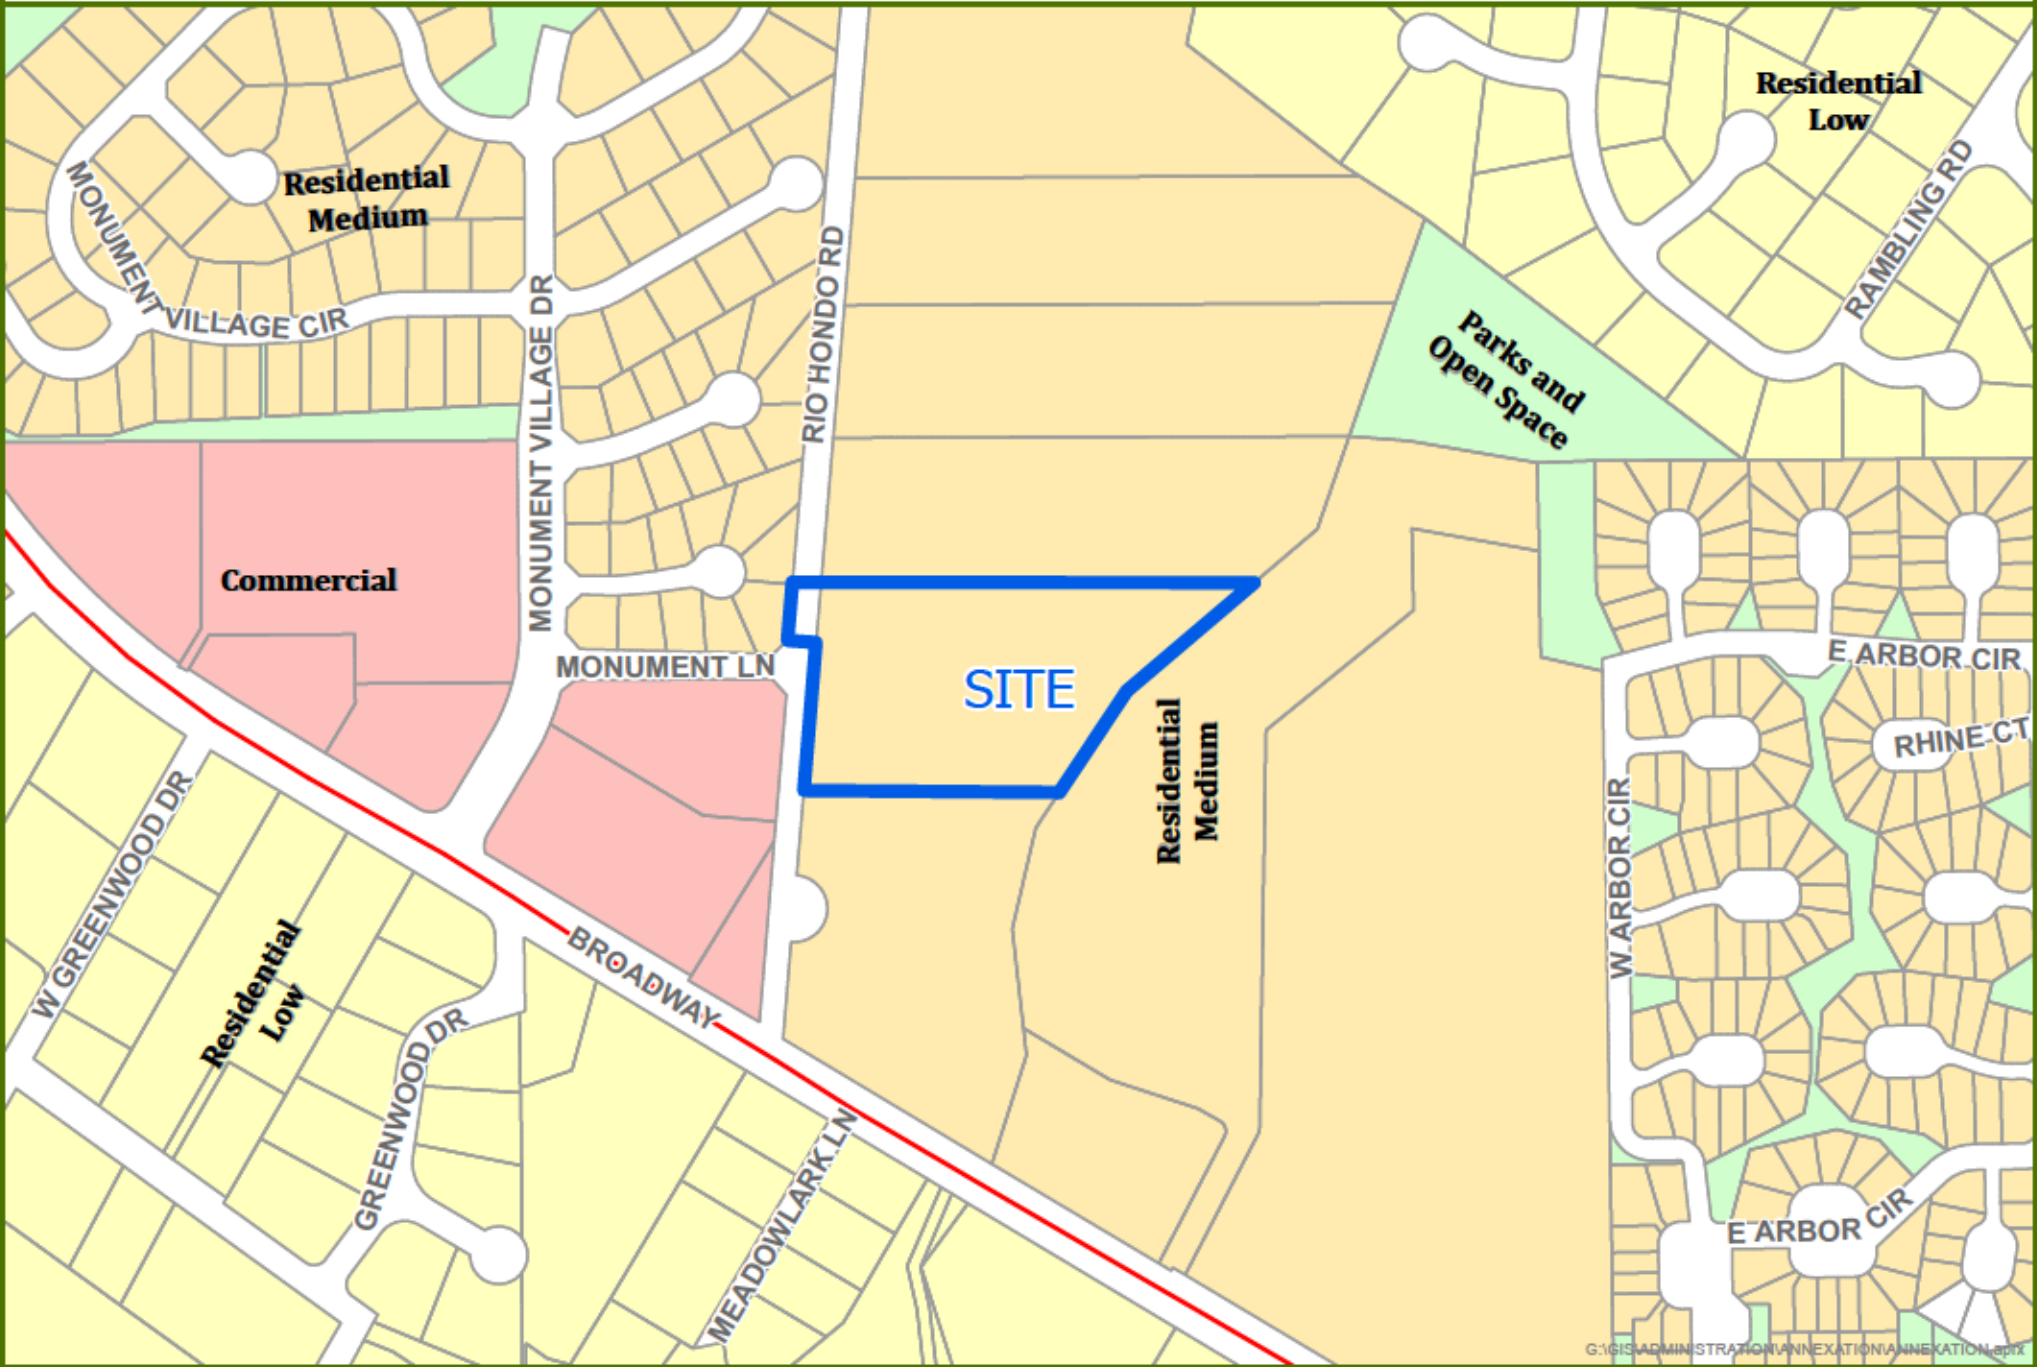 Residential
Low
Residential
Medium
MONUMENT VILLAGE CIR
RAMBLING RD
RIO HONDO RD
MONUMENT VILLAGE DR
Parks and
Open Space
Commercial
MONUMENT LN
SITE
Residential
Medium
E ARBOR CIR
RHINE CT
W ARBOR CIR
W GREENWOOD DR
Residential
Low
BROADWAY
GREENWOOD DR
MEADOWLARK LN
E ARBOR CIR
G:\GIS\ADMINISTRATION\ANNEXATION\ANNEXATION.aprx